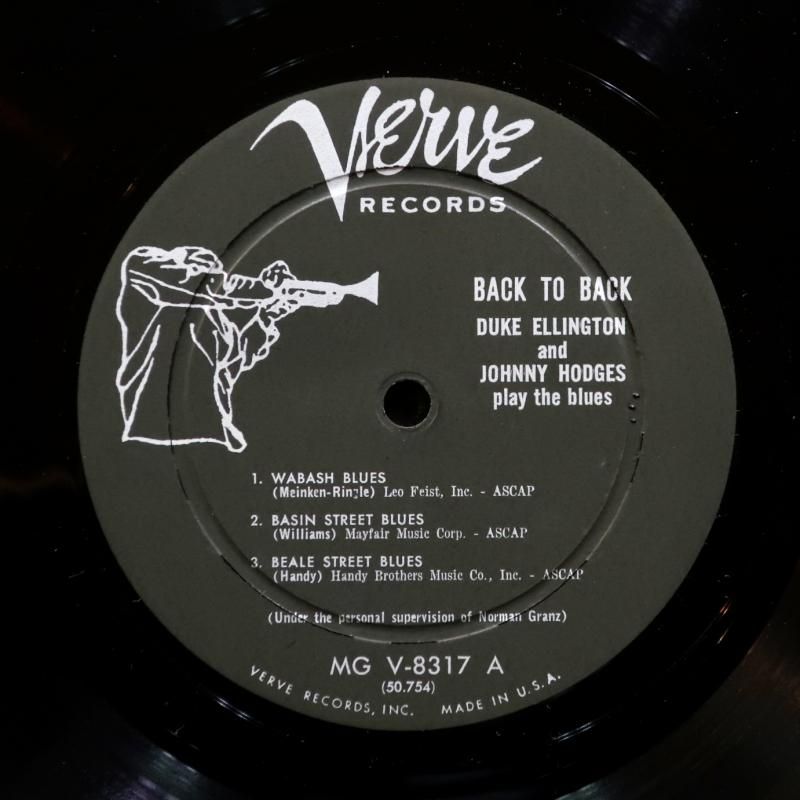 Verve
RECORDS
BACK TO BACK
DUKE ELLINGTON
and
JOHNNY HODGES
play the blues
1. WABASH BLUES
(Meinken-Ringle) Leo Feist, Inc. - ASCAP
2. BASIN STREET BLUES
(Williams) Mayfair Music Corp. - ASCAP
3. BEALE STREET BLUES
(Handy) Handy Brothers Music Co., Inc. - ASCAP
(Under the personal supervision of Norman Granz)
MG V-8317 A
(50.754)
VERVE RECORDS, INC. MADE IN U.S.A.